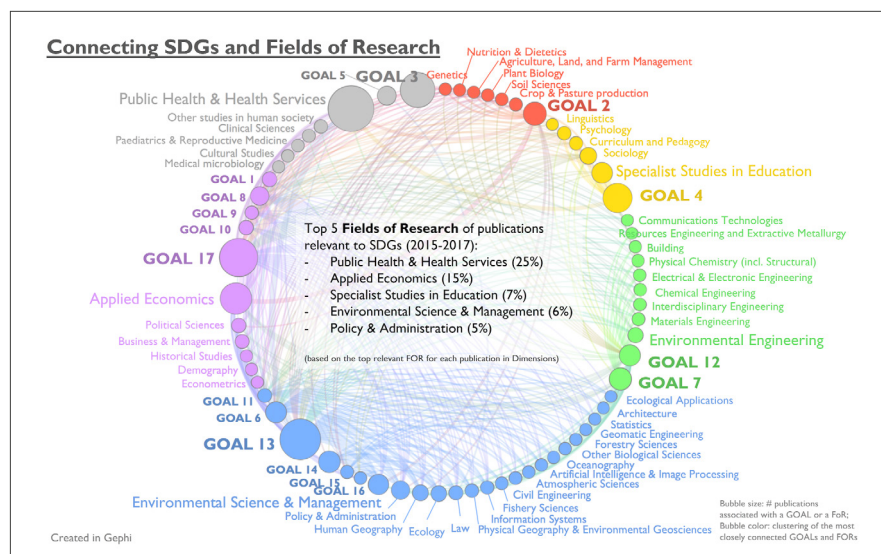 Connecting SDGs and Fields of Research
GOAL 5
GOAL 3
Genetics
Nutrition & Dietetics
Agriculture, Land, and Farm Management
Plant Biology
Soil Sciences
Crop & Pasture production
GOAL 2
Linguistics
Psychology
Curriculum and Pedagogy
Sociology
Specialist Studies in Education
GOAL 4
Communications Technologies
Resources Engineering and Extractive Metallurgy
Building
Physical Chemistry (incl. Structural)
Electrical & Electronic Engineering
Chemical Engineering
Interdisciplinary Engineering
Materials Engineering
Environmental Engineering
GOAL 12
GOAL 7
Ecological Applications
Architecture
Statistics
Geomatic Engineering
Forestry Sciences
Other Biological Sciences
Oceanography
Artificial Intelligence & Image Processing
Atmospheric Sciences
Civil Engineering
Fishery Sciences
Information Systems
Physical Geography & Environmental Geosciences
Law
Ecology
Human Geography
Policy & Administration
Environmental Science & Management
GOAL 16
GOAL 15
GOAL 14
GOAL 13
GOAL 6
GOAL 11
Econometrics
Demography
Historical Studies
Business & Management
Political Sciences
Applied Economics
GOAL 17
GOAL 10
GOAL 9
GOAL 8
GOAL 1
Medical microbiology
Cultural Studies
Paediatrics & Reproductive Medicine
Clinical Sciences
Other studies in human society
Public Health & Health Services
Top 5 Fields of Research of publications
relevant to SDGs (2015-2017):
- Public Health & Health Services (25%)
- Applied Economics (15%)
- Specialist Studies in Education (7%)
- Environmental Science & Management (6%)
- Policy & Administration (5%)
(based on the top relevant FOR for each publication in Dimensions)
Bubble size: # publications
associated with a GOAL or a FoR;
Bubble color: clustering of the most
closely connected GOALs and FORs
Created in Gephi